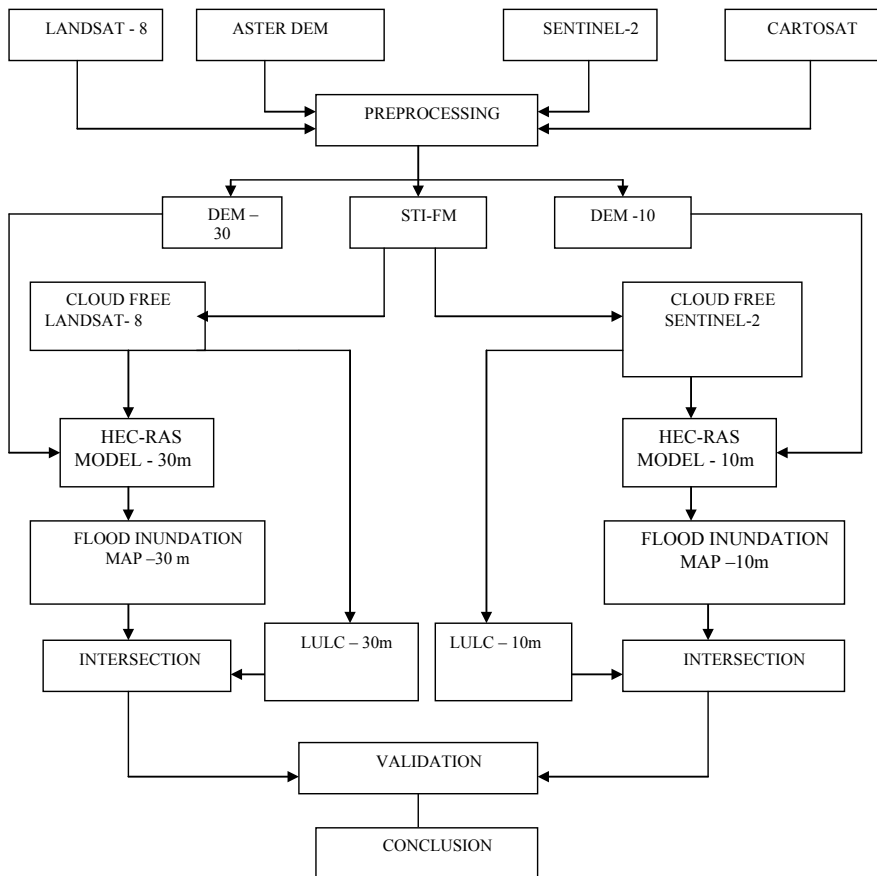 LANDSAT - 8
ASTER DEM
SENTINEL-2
CARTOSAT
PREPROCESSING
DEM –
30
STI-FM
DEM -10
CLOUD FREE
LANDSAT- 8
CLOUD FREE
SENTINEL-2
HEC-RAS
MODEL - 30m
HEC-RAS
MODEL - 10m
FLOOD INUNDATION
MAP –30 m
FLOOD INUNDATION
MAP –10m
LULC – 30m
LULC – 10m
INTERSECTION
INTERSECTION
VALIDATION
CONCLUSION